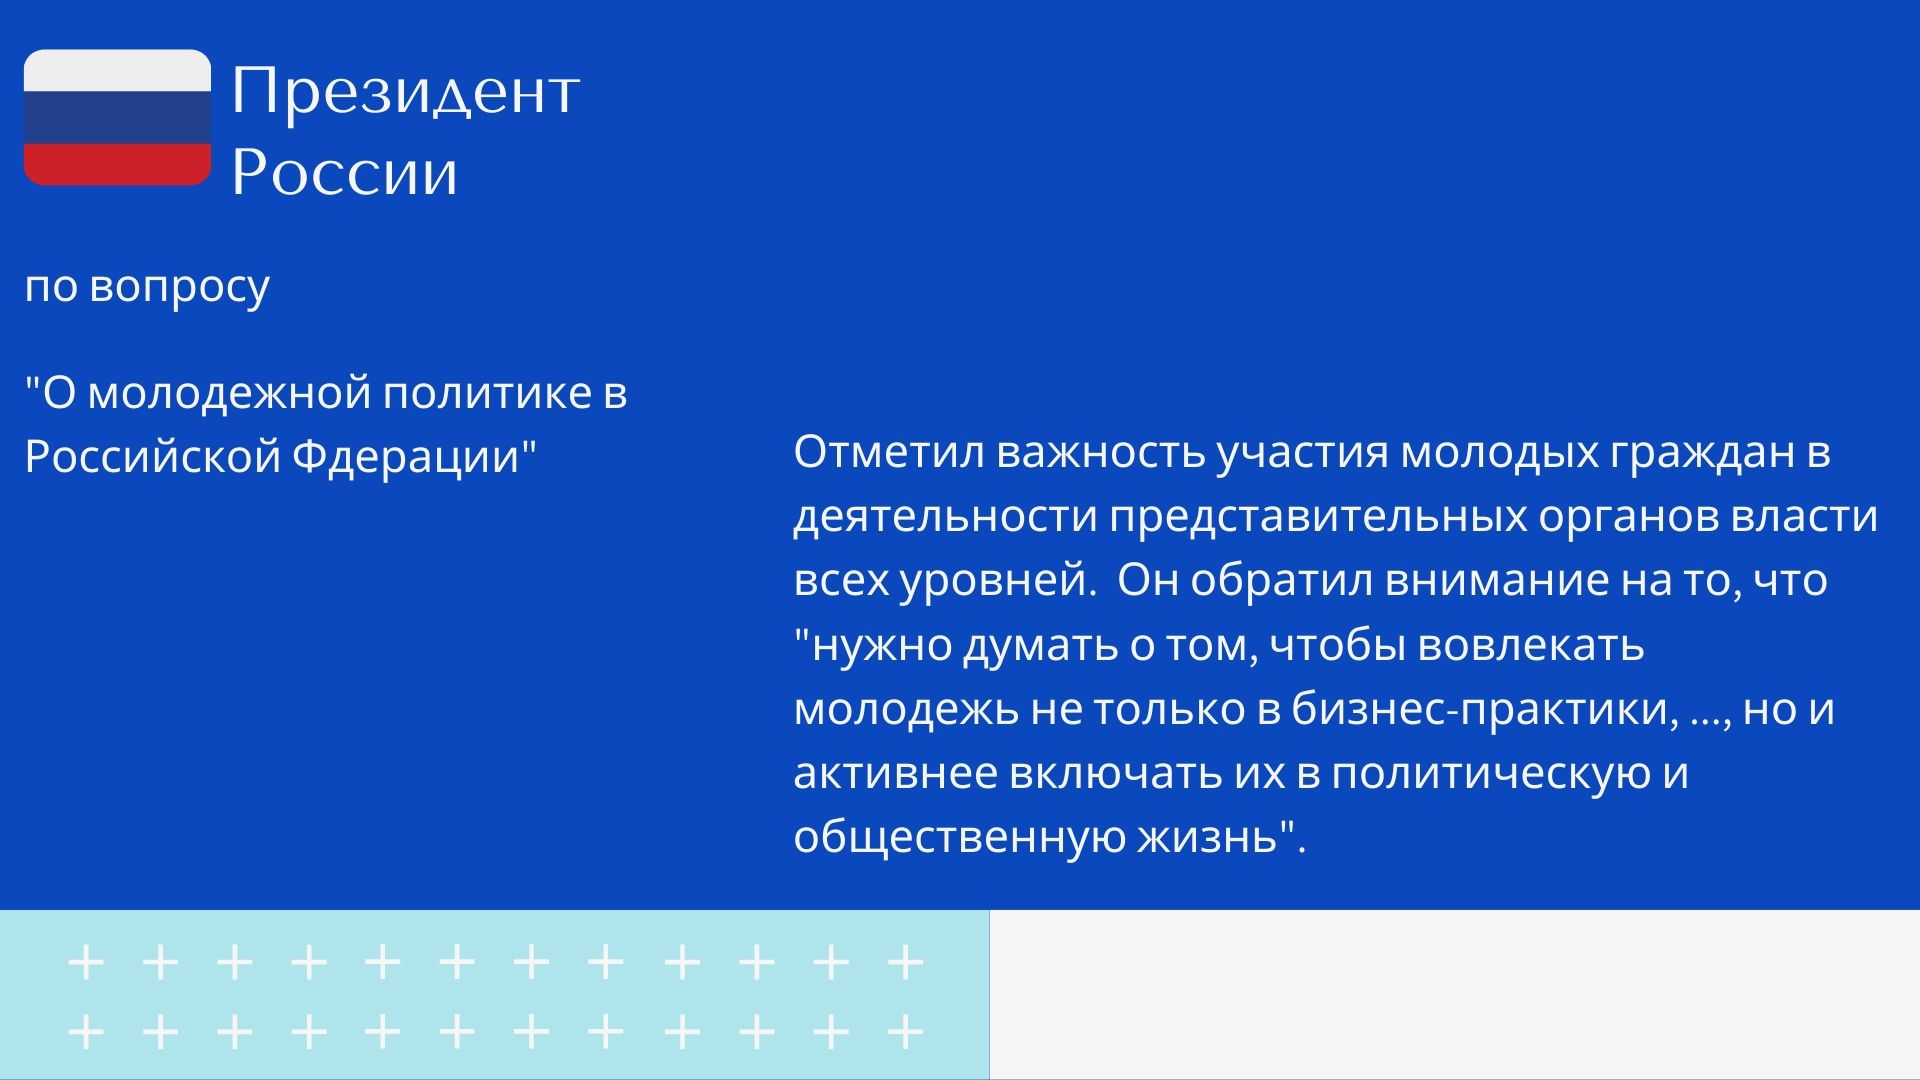 Президент
России
по вопросу
"О молодежной политике в
Российской Фдерации"
Отметил важность участия молодых граждан в
деятельности представительных органов власти
всех уровней.  Он обратил внимание на то, что
"нужно думать о том, чтобы вовлекать
молодежь не только в бизнес-практики, ..., но и
активнее включать их в политическую и
общественную жизнь".